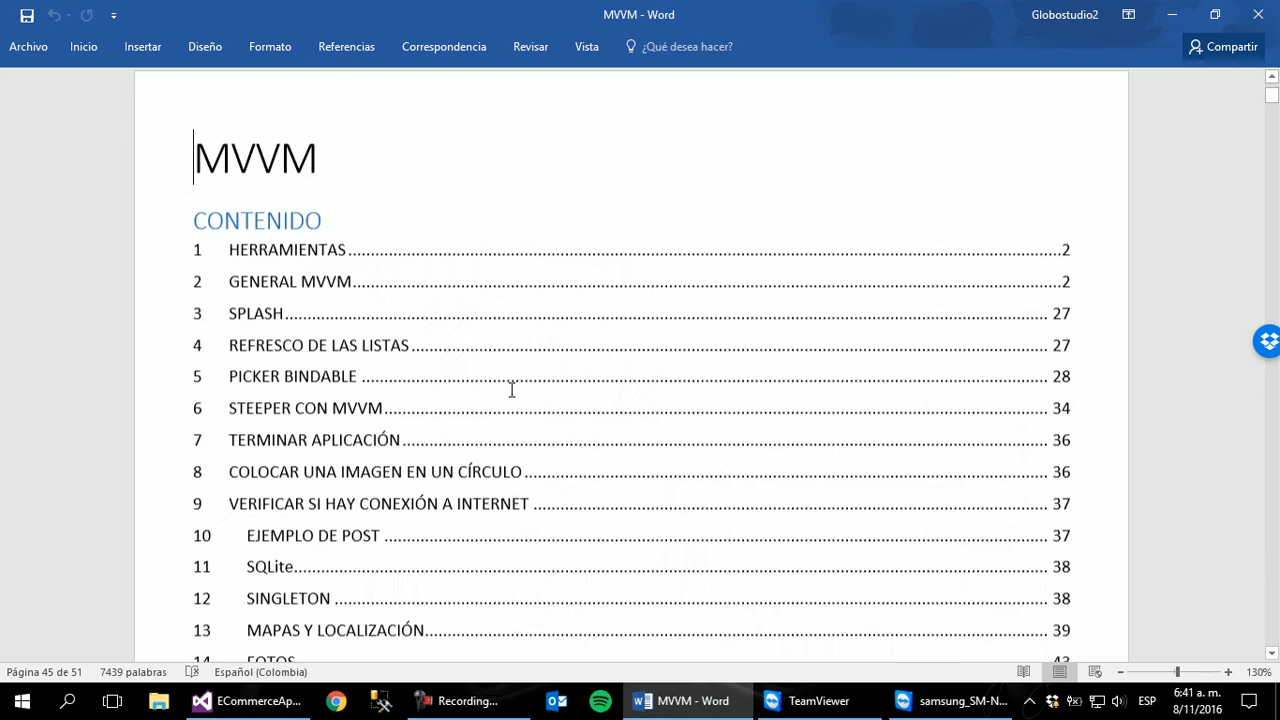 MVVM - Word
Globostudio2
Archivo Inicio Insertar Diseño Formato Referencias Correspondencia Revisar Vista ¿Qué desea hacer? Compartir
MVVM
CONTENIDO
1 HERRAMIENTAS 2
2 GENERAL MVVM 2
3 SPLASH 27
4 REFRESCO DE LAS LISTAS 27
5 PICKER BINDABLE 28
6 STEEPER CON MVVM 34
7 TERMINAR APLICACIÓN 36
8 COLOCAR UNA IMAGEN EN UN CÍRCULO 36
9 VERIFICAR SI HAY CONEXIÓN A INTERNET 37
10 EJEMPLO DE POST 37
11 SQLite 38
12 SINGLETON 38
13 MAPAS Y LOCALIZACIÓN 39
14 FOTOS 43
Página 45 de 51 7439 palabras Español (Colombia) 130%
ECommerceAp... Recording... MVVM - Word TeamViewer samsung_SM-N... ESP 6:41 a. m.
8/11/2016